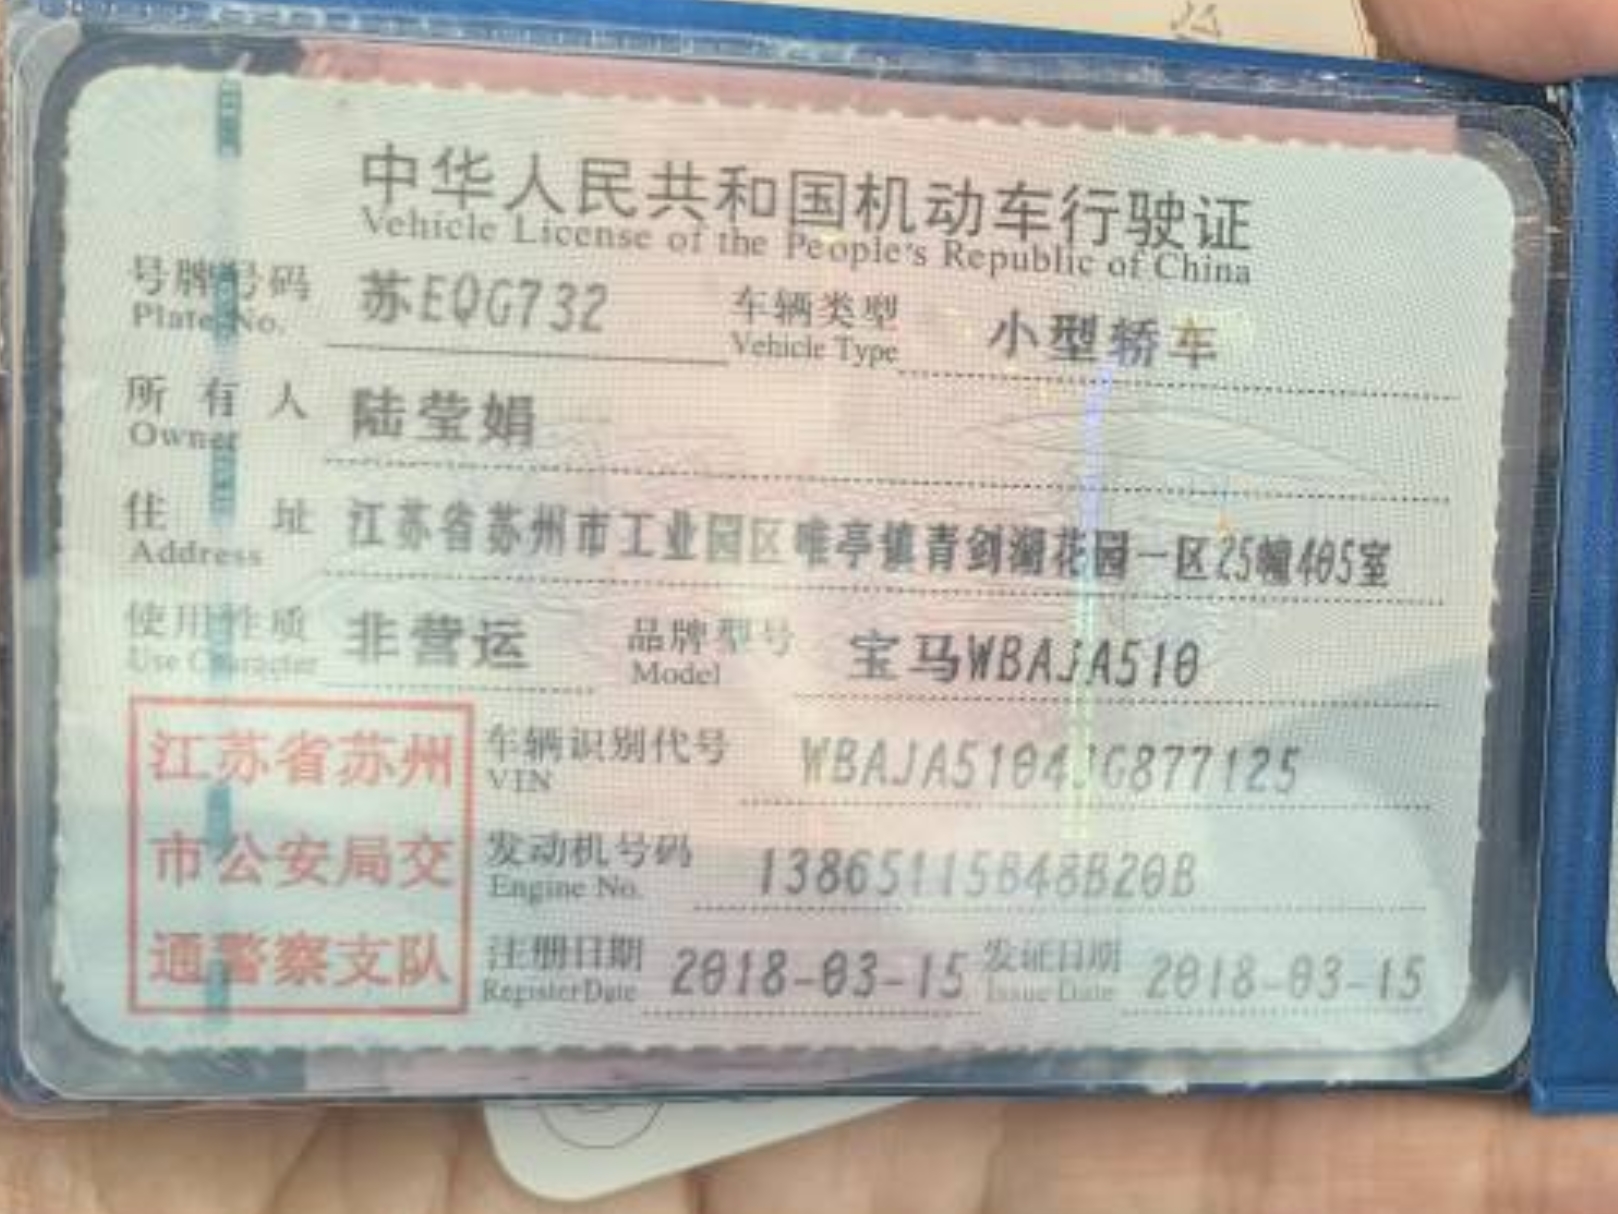 中华人民共和国机动车行驶证
Vehicle License of the People's Republic of China
号牌号码 苏EQG732 车辆类型 小型轿车
Plate No. Vehicle Type
所有人 陆莹娟
Owner
住址 江苏省苏州市工业园区唯亭镇青剑湖花园一区25幢405室
Address
使用性质 非营运 品牌型号 宝马WBAJA510
Use Character Model
江苏省苏州
市公安局交
通警察支队
车辆识别代号 WBAJA5104JG877125
VIN
发动机号码 13865115B48B20B
Engine No.
注册日期 2018-03-15 发证日期 2018-03-15
Register Date Issue Date